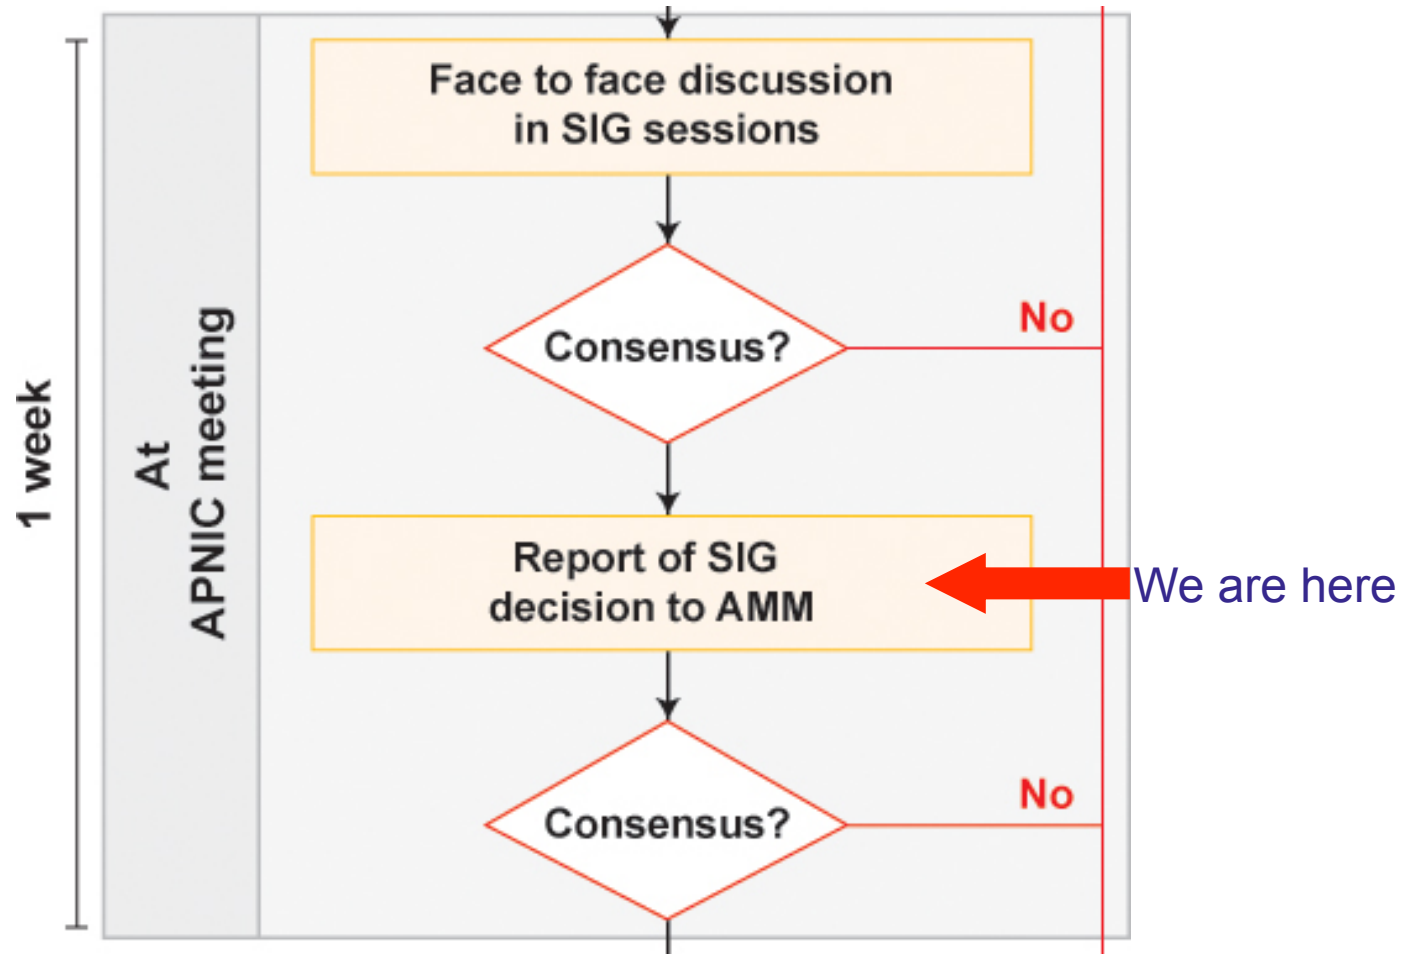 1 week
At
APNIC meeting
Face to face discussion
in SIG sessions
Consensus?
No
Report of SIG
decision to AMM
We are here
Consensus?
No